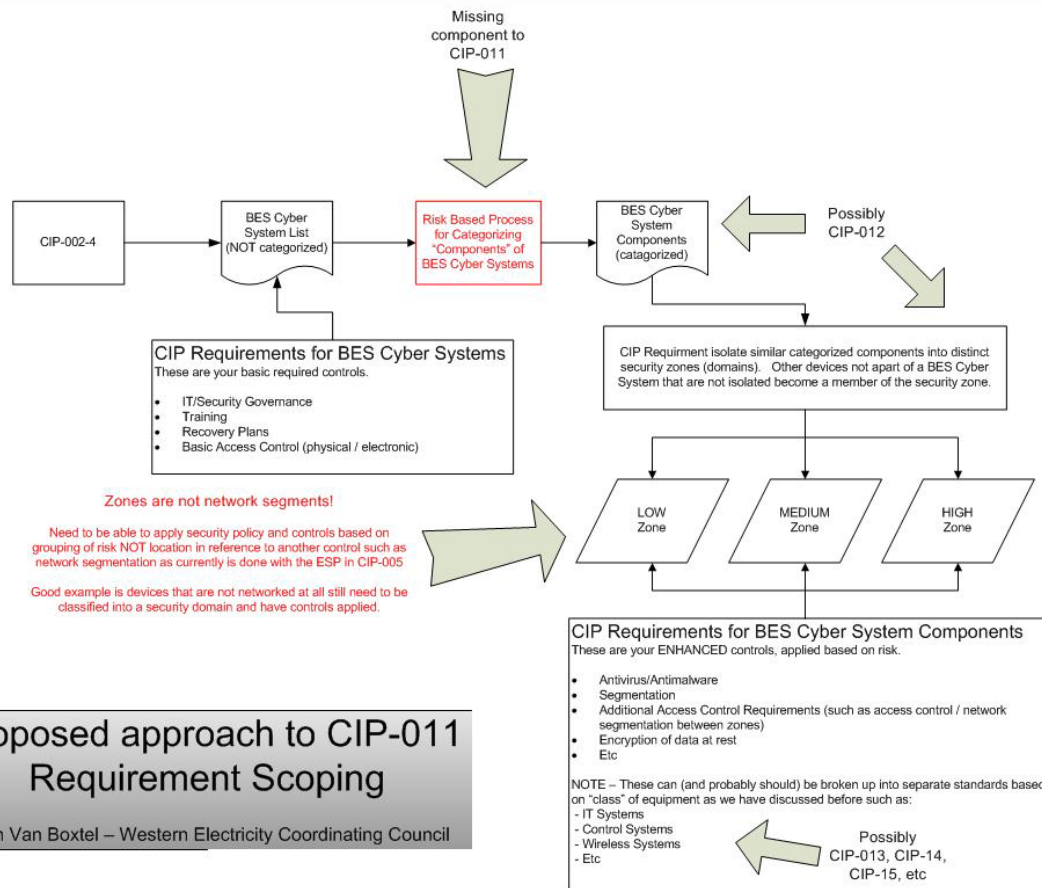 Missing
component to
CIP-011
CIP-002-4
BES Cyber
System List
(NOT categorized)
Risk Based Process
for Categorizing
“Components” of
BES Cyber Systems
BES Cyber
System
Components
(catagorized)
Possibly
CIP-012
CIP Requirements for BES Cyber Systems
These are your basic required controls.
• IT/Security Governance
• Training
• Recovery Plans
• Basic Access Control (physical / electronic)
CIP Requirment isolate similar categorized components into distinct
security zones (domains). Other devices not apart of a BES Cyber
System that are not isolated become a member of the security zone.
Zones are not network segments!
Need to be able to apply security policy and controls based on
grouping of risk NOT location in reference to another control such as
network segmentation as currently is done with the ESP in CIP-005
Good example is devices that are not networked at all still need to be
classified into a security domain and have controls applied.
LOW
Zone
MEDIUM
Zone
HIGH
Zone
CIP Requirements for BES Cyber System Components
These are your ENHANCED controls, applied based on risk.
• Antivirus/Antimalware
• Segmentation
• Additional Access Control Requirements (such as access control / network
segmentation between zones)
• Encryption of data at rest
• Etc
NOTE – These can (and probably should) be broken up into separate standards based
on “class” of equipment as we have discussed before such as:
- IT Systems
- Control Systems
- Wireless Systems
- Etc
Possibly
CIP-013, CIP-14,
CIP-15, etc
oposed approach to CIP-011
Requirement Scoping
n Van Boxtel – Western Electricity Coordinating Council